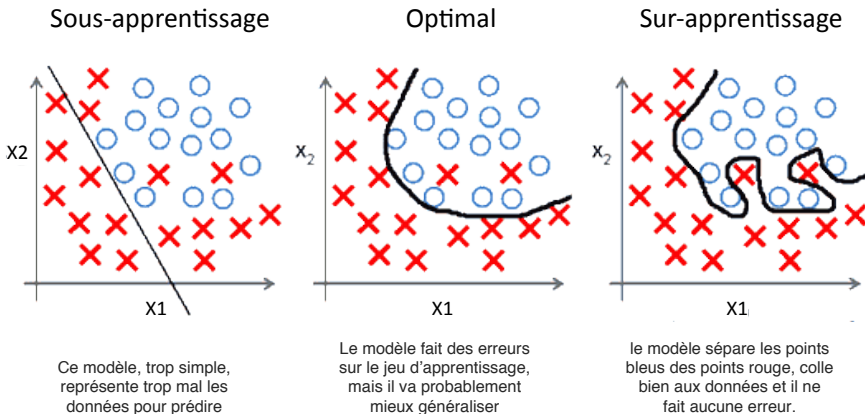 Sous-apprentissage
Optimal
Sur-apprentissage
X2
X1
x2
X1
x2
X1
Ce modèle, trop simple,
représente trop mal les
données pour prédire
Le modèle fait des erreurs
sur le jeu d’apprentissage,
mais il va probablement
mieux généraliser
le modèle sépare les points
bleus des points rouge, colle
bien aux données et il ne
fait aucune erreur.